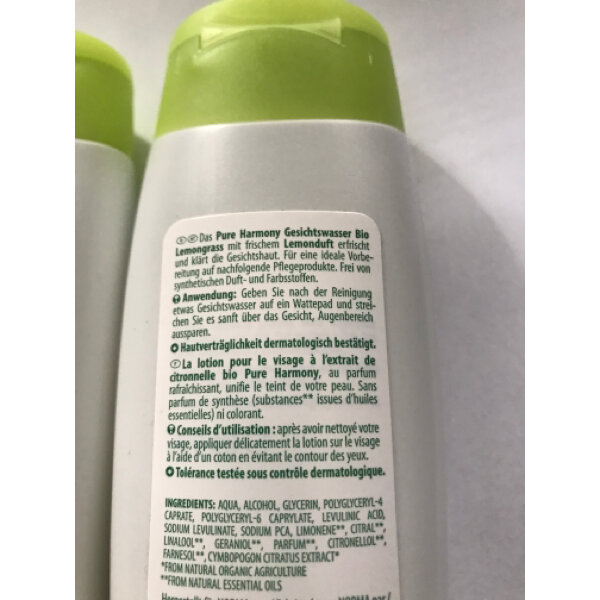 Das Pure Harmony Gesichtswasser Bio
Lemongrass mit frischem Lemonduft erfrischt
und klärt die Gesichtshaut. Für eine ideale Vorbe-
reitung auf nachfolgende Pflegeprodukte. Frei von
synthetischen Duft- und Farbstoffen.
Anwendung: Geben Sie nach der Reinigung
etwas Gesichtswasser auf ein Wattepad und strei-
chen Sie es sanft über das Gesicht, Augenbereich
aussparen.
Hautverträglichkeit dermatologisch bestätigt.
La lotion pour le visage à l'extrait de
citronnelle bio Pure Harmony, au parfum
rafraichissant, unifie le teint de votre peau. Sans
parfum de synthèse (substances** issues d'huiles
essentielles) ni colorant.
Conseils d'utilisation: après avoir nettoyé votre
visage, appliquer délicatement la lotion sur le visage
à l'aide d'un coton en évitant le contour des yeux.
Tolérance testée sous contrôle dermatologique.
INGREDIENTS: AQUA, ALCOHOL, GLYCERIN, POLYGLYCERYL-4
CAPRATE, POLYGLYCERYL-6 CAPRYLATE, LEVULINIC ACID,
SODIUM LEVULINATE, SODIUM PCA, LIMONENE**, CITRAL**,
LINALOOL**, GERANIOL**, PARFUM**, CITRONELLOL**,
FARNESOL**, CYMBOPOGON CITRATUS EXTRACT*
*FROM NATURAL ORGANIC AGRICULTURE
**FROM NATURAL ESSENTIAL OILS